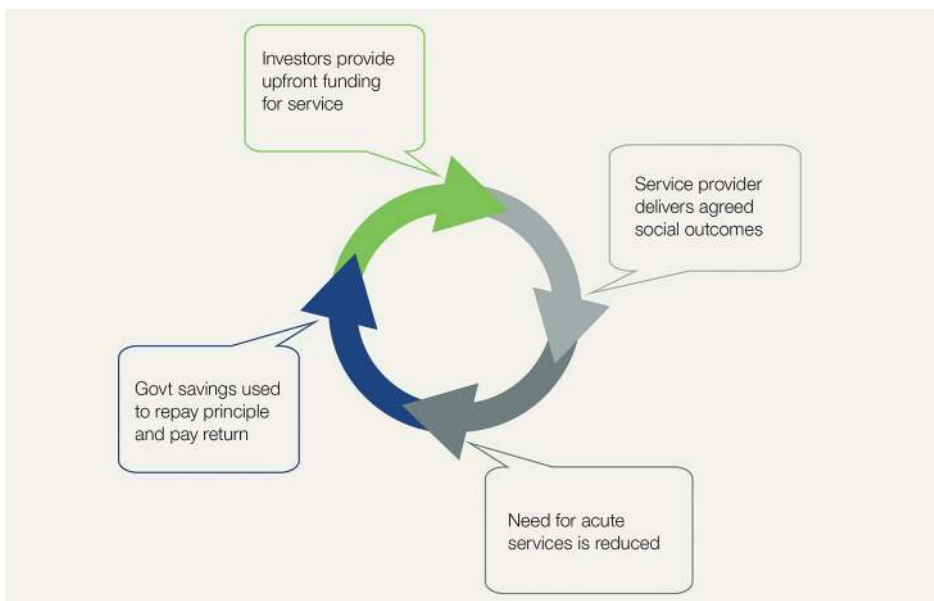 Investors provide
upfront funding
for service
Service provider
delivers agreed
social outcomes
Need for acute
services is reduced
Govt savings used
to repay principle
and pay return